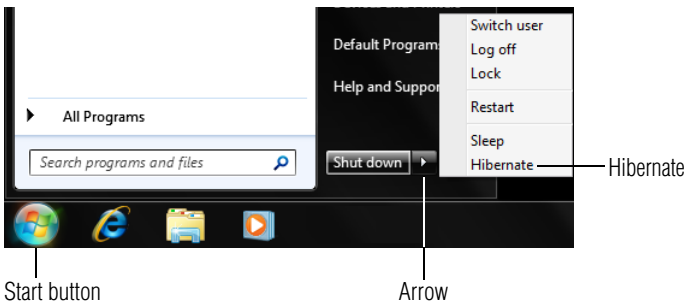 Switch user
Default Programs
Log off
Lock
Help and Suppor
Restart
All Programs
Sleep
Search programs and files
Shut down
Hibernate
Hibernate
Start button
Arrow